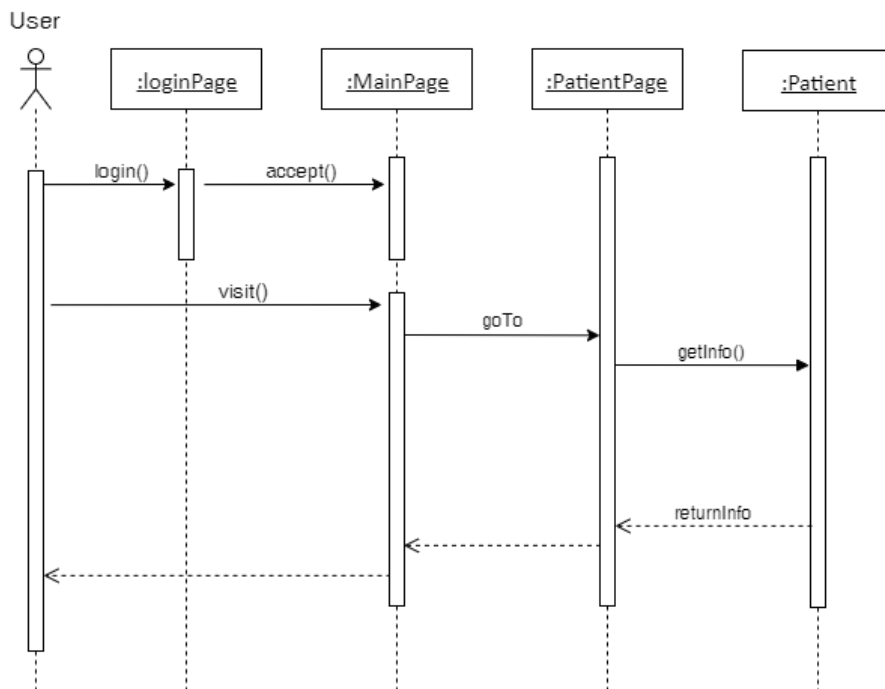 User
:loginPage
:MainPage
:PatientPage
:Patient
login()
accept()
visit()
goTo
getInfo()
returnInfo